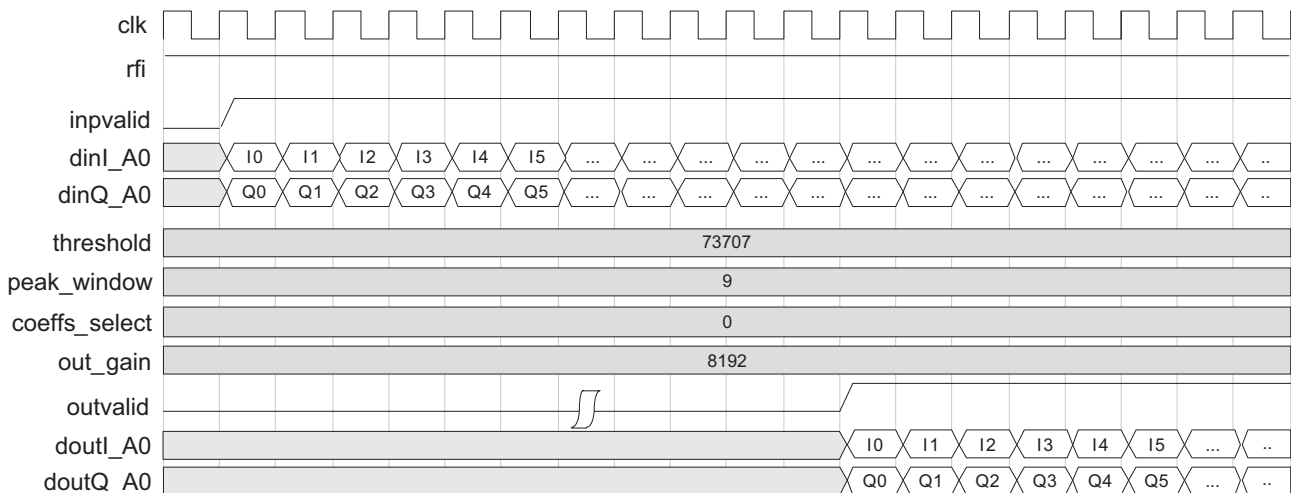 clk
rfi
inpvalid
dinI_A0 I0 I1 I2 I3 I4 I5 ... ... ... ... ... ... ... ... ... ... ... ... ..
dinQ_A0 Q0 Q1 Q2 Q3 Q4 Q5 ... ... ... ... ... ... ... ... ... ... ... ... ..
threshold 73707
peak_window 9
coeffs_select 0
out_gain 8192
outvalid
doutI_A0 I0 I1 I2 I3 I4 I5 ... ..
doutQ_A0 Q0 Q1 Q2 Q3 Q4 Q5 ... ..